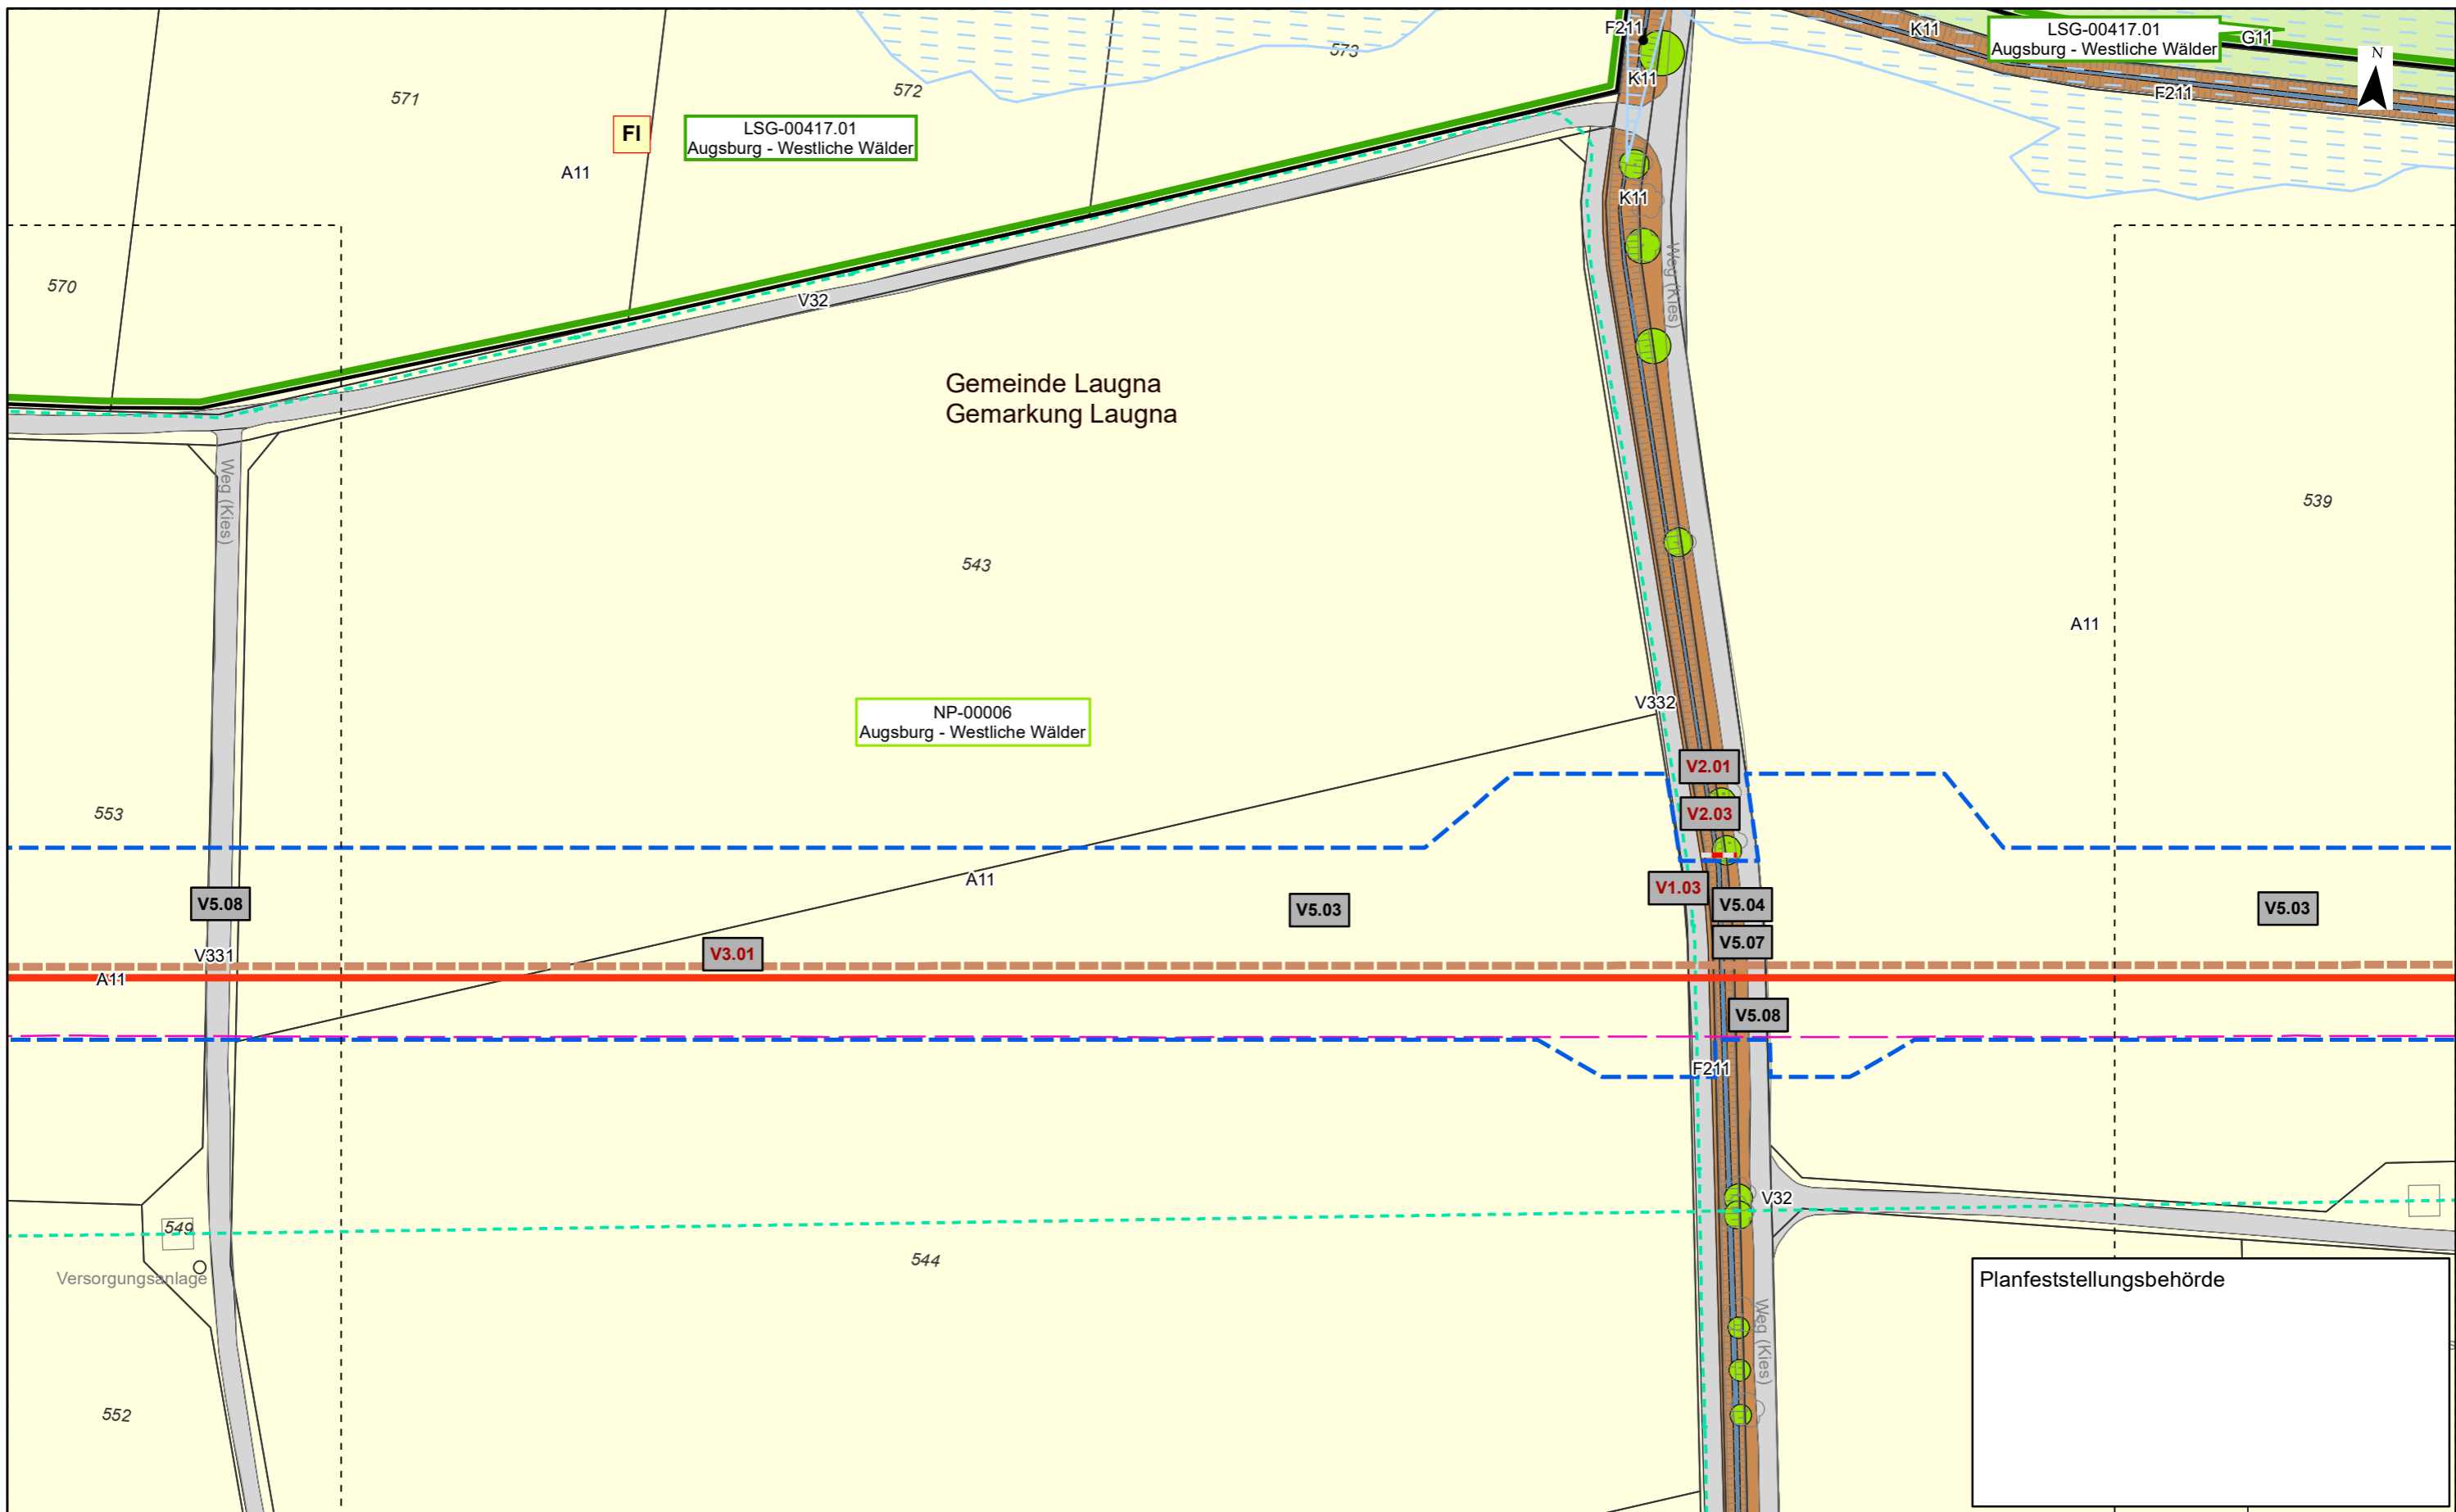 F211
K11
LSG-00417.01
Augsburg - Westliche Wälder
G11
N
573
571
572
K11
F211
FI
LSG-00417.01
Augsburg - Westliche Wälder
A11
K11
570
V32
Weg (Kies)
Gemeinde Laugna
Gemarkung Laugna
Weg (Kies)
539
543
A11
V332
NP-00006
Augsburg - Westliche Wälder
V2.01
553
V2.03
A11
V1.03
V5.08
V5.03
V5.04
V5.03
V5.07
V331
V3.01
A11
V5.08
F211
V32
549
544
Versorgungsanlage
Planfeststellungsbehörde
Weg (Kies)
552